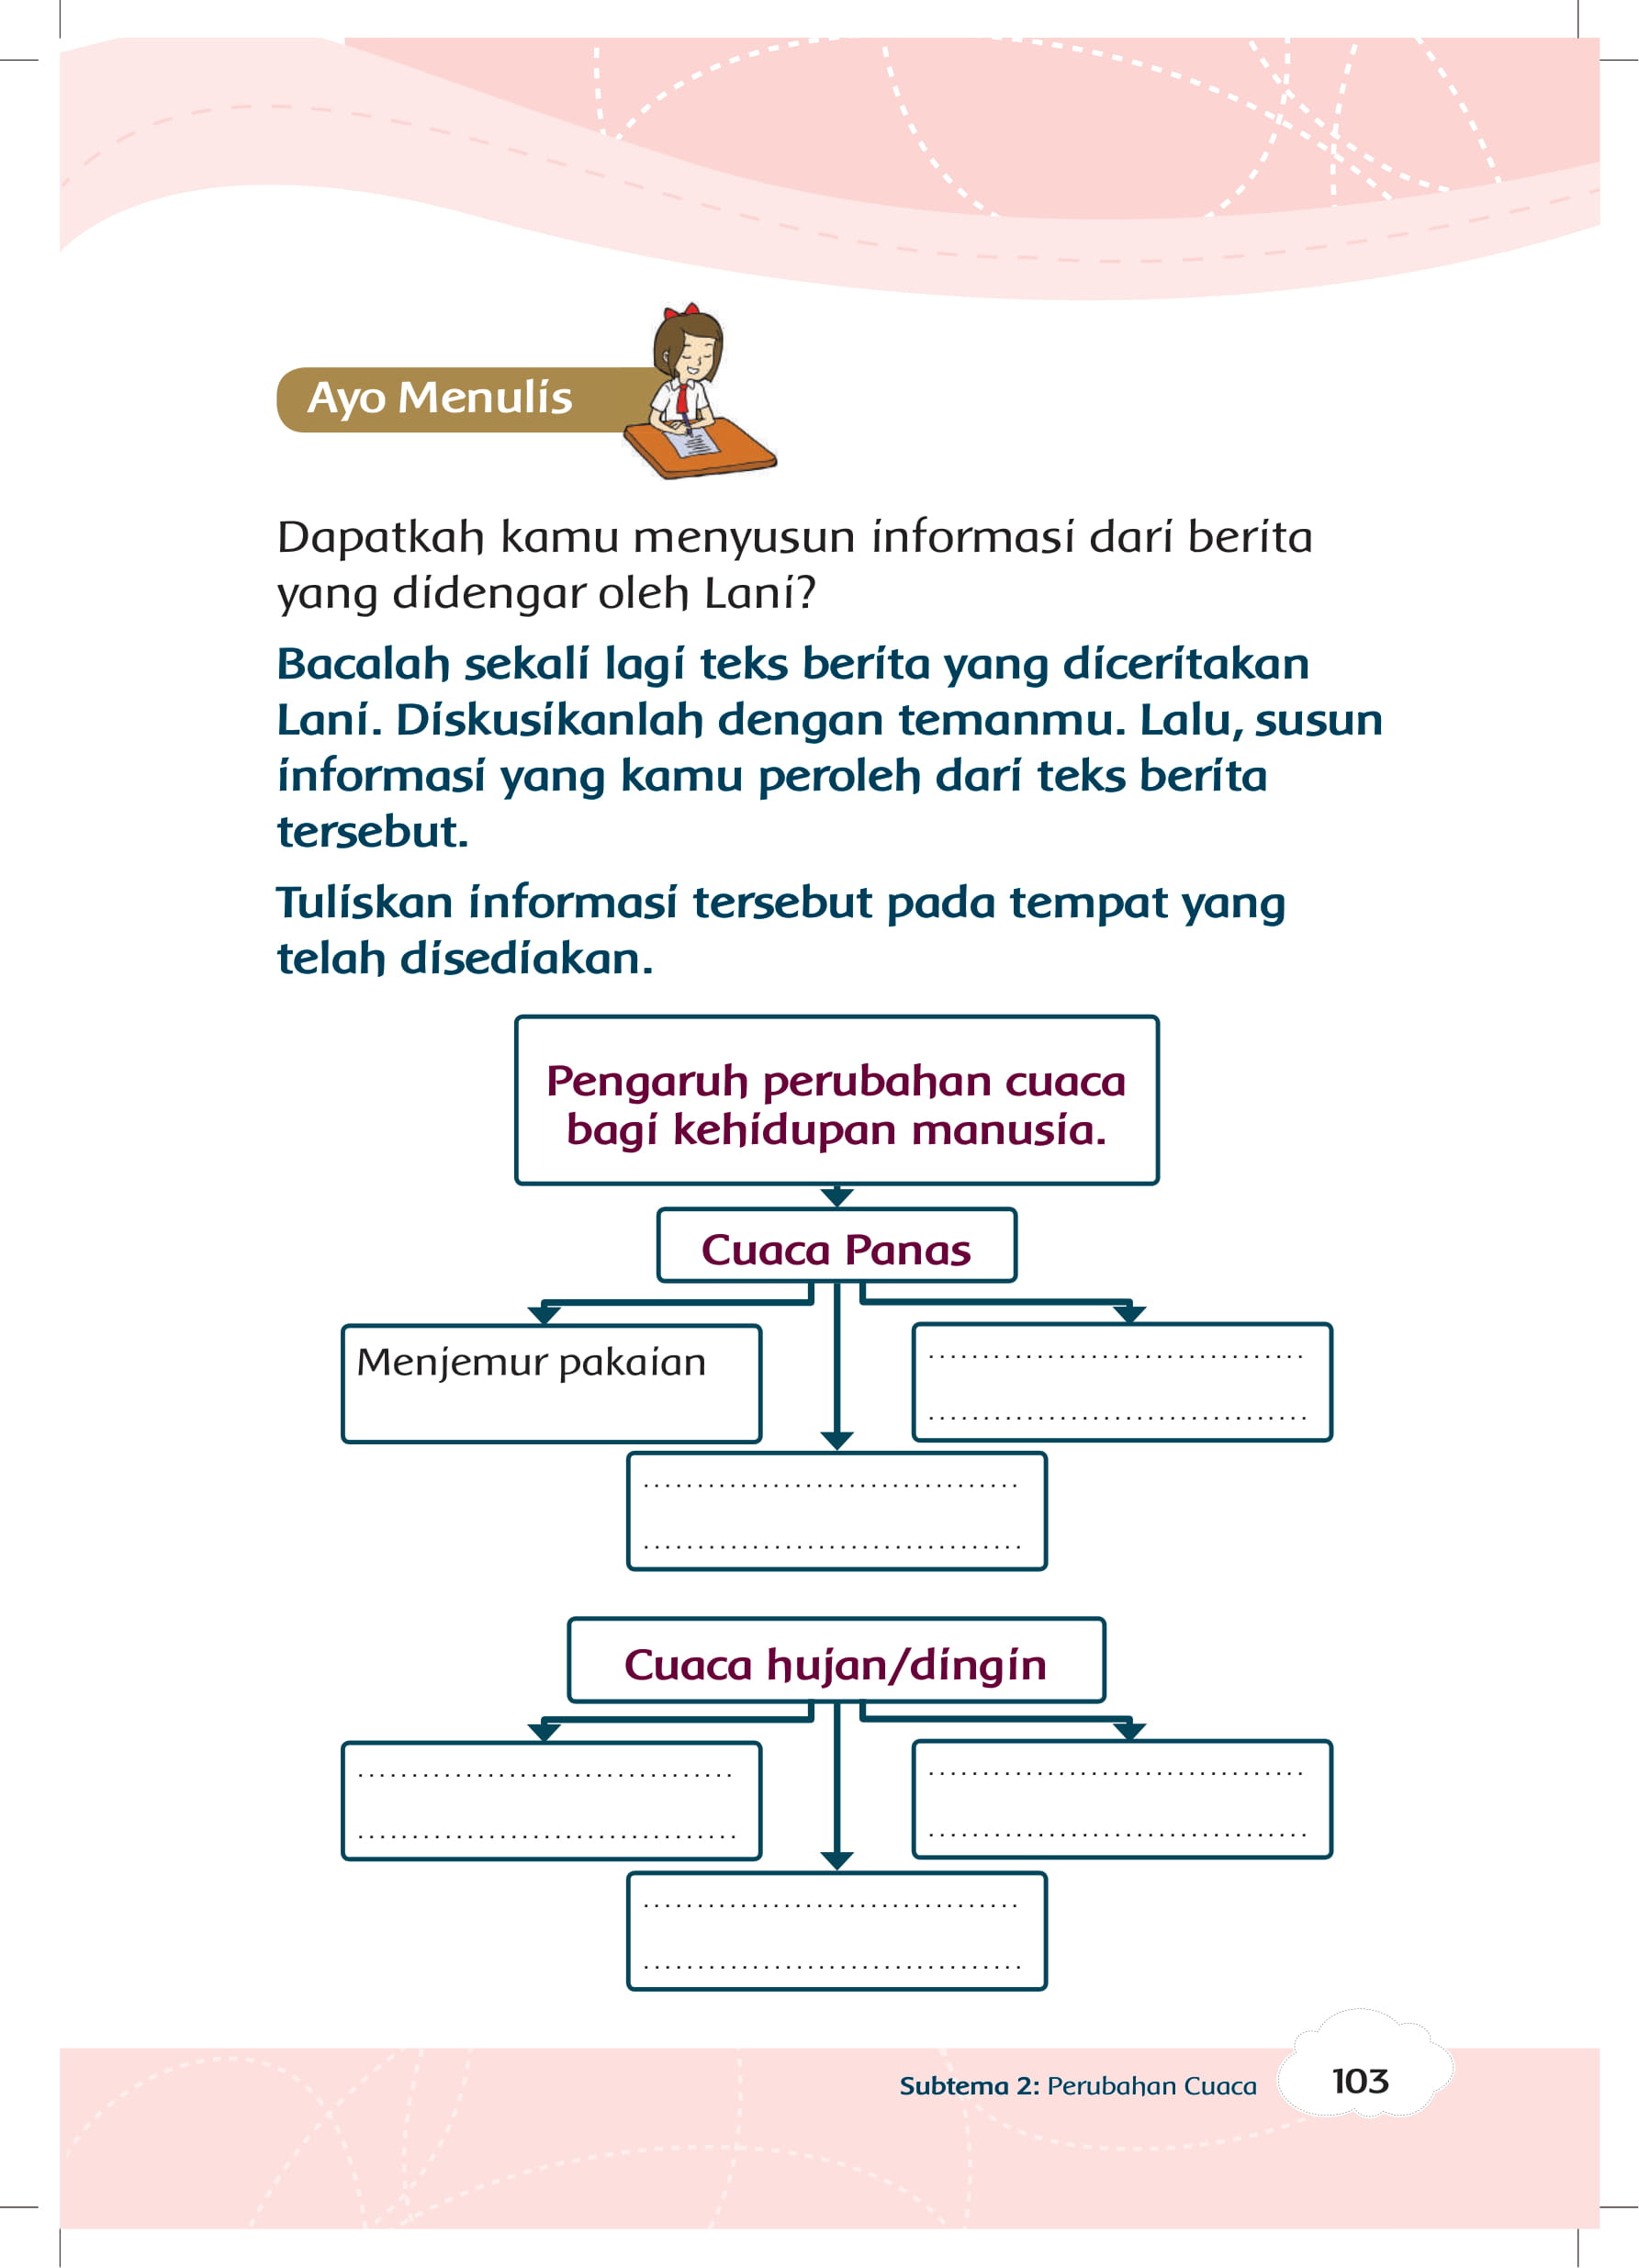 Ayo Menulis
Dapatkah kamu menyusun informasi dari berita
yang didengar oleh Lani?
Bacalah sekali lagi teks berita yang diceritakan
Lani. Diskusikanlah dengan temanmu. Lalu, susun
informasi yang kamu peroleh dari teks berita
tersebut.
Tuliskan informasi tersebut pada tempat yang
telah disediakan.
Pengaruh perubahan cuaca
bagi kehidupan manusia.
Cuaca Panas
Menjemur pakaian
..................................
..................................
..................................
..................................
Cuaca hujan/dingin
..................................
..................................
..................................
..................................
..................................
..................................
Subtema 2: Perubahan Cuaca
103